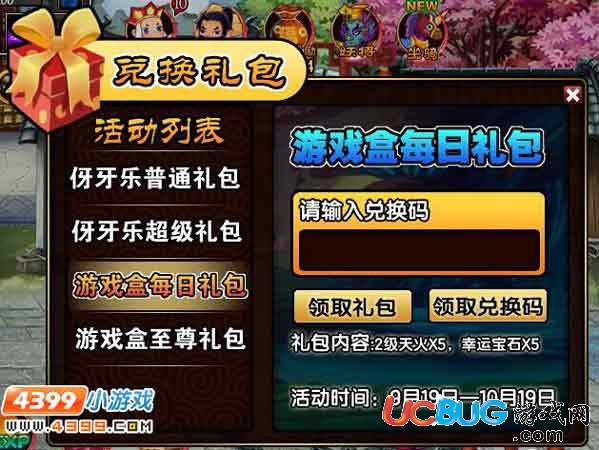 10
NEW
坐骑
兑换礼包
活动列表
伢牙乐普通礼包
伢牙乐超级礼包
游戏盒每日礼包
游戏盒至尊礼包
游戏盒每日礼包
请输入兑换码
领取礼包
领取兑换码
礼包内容:2级天火X5，幸运宝石X5
活动时间：9月19日—10月19日
4399小游戏
www.4399.com
UCBUG游戏网
.com
EXP